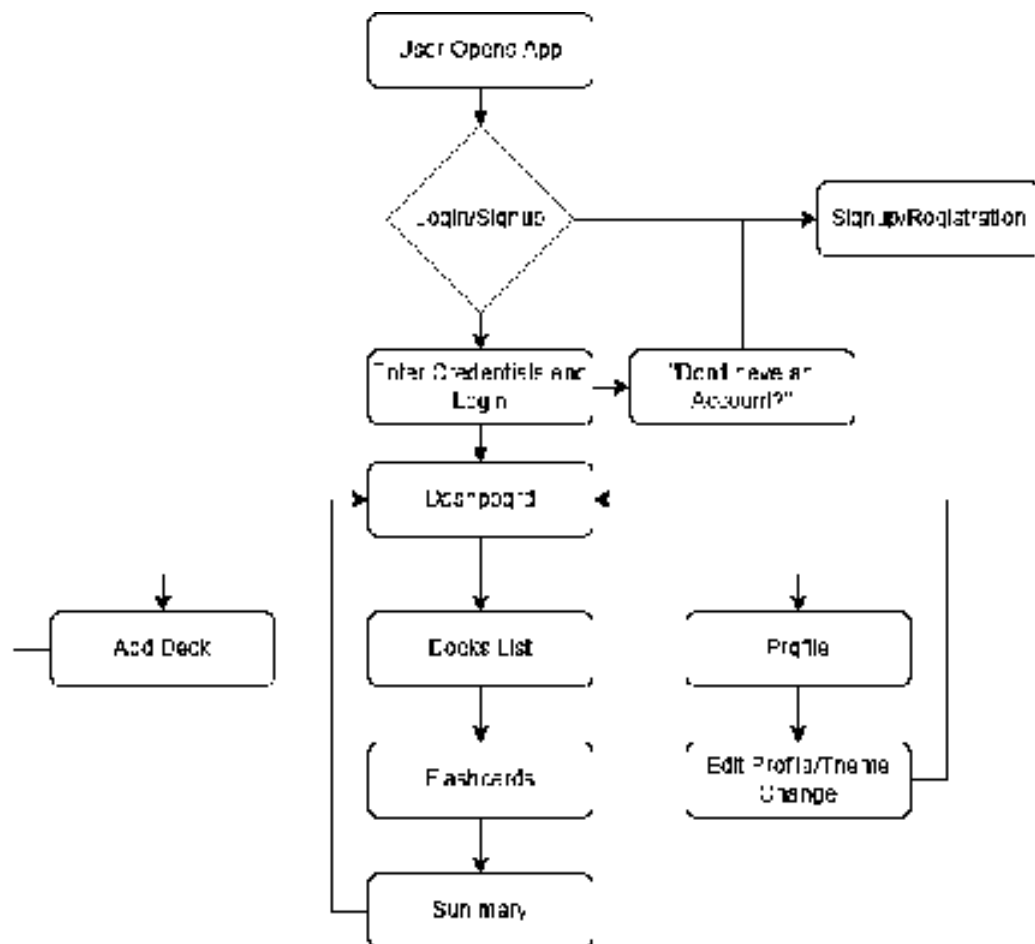 User Opens App
Login/Signup
Signup/Registration
Enter Credentials and
Login
"Don't have an
Account?"
Dashboard
Add Deck
Decks List
Profile
Flashcards
Edit Profile/Theme
Change
Summary